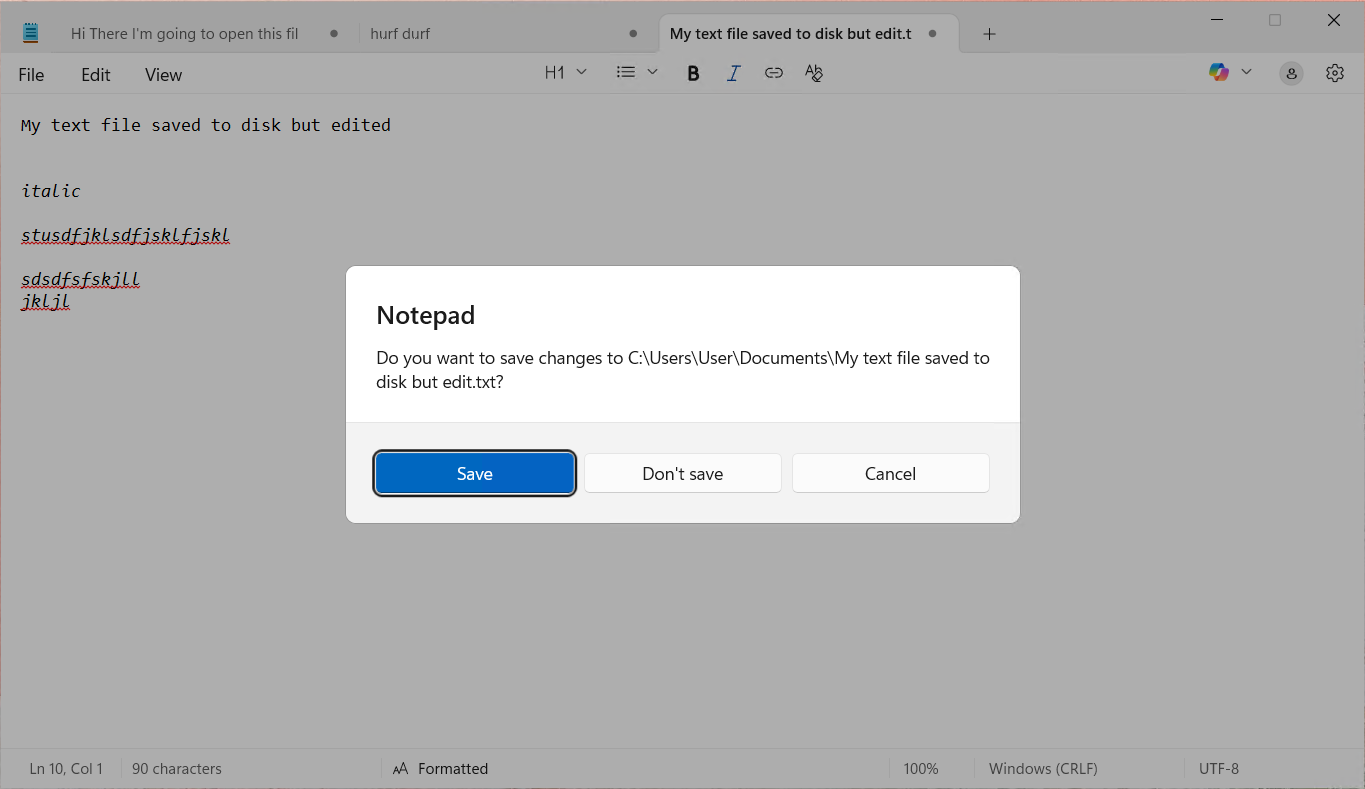 Hi There I'm going to open this fil
hurf durf
My text file saved to disk but edit.t
File Edit View
H1
B I
My text file saved to disk but edited
italic
stusdfjklsdfjsklfjskl
sdsdfsfskjll
jkljl
Notepad
Do you want to save changes to C:\Users\User\Documents\My text file saved to
disk but edit.txt?
Save Don't save Cancel
Ln 10, Col 1 90 characters AA Formatted 100% Windows (CRLF) UTF-8